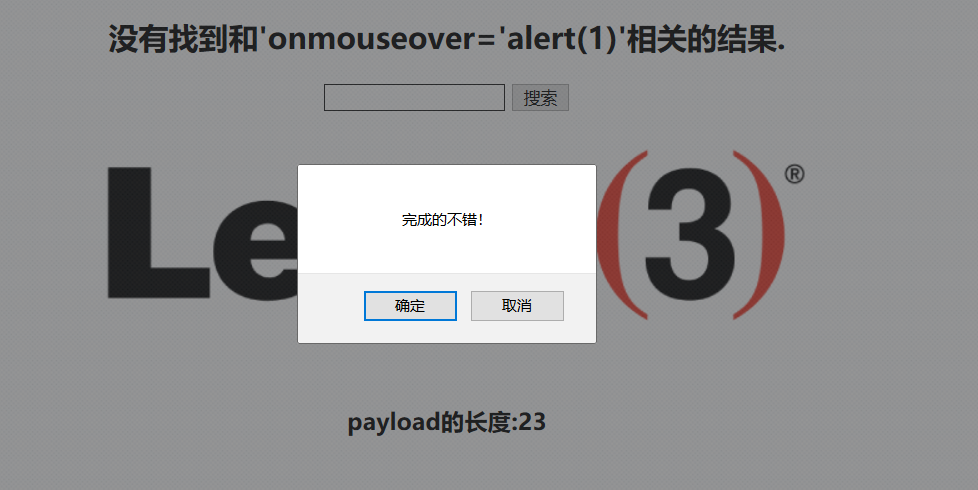 没有找到和'onmouseover='alert(1)'相关的结果.
搜索
Le
(3)®
完成的不错!
确定 取消
payload的长度:23